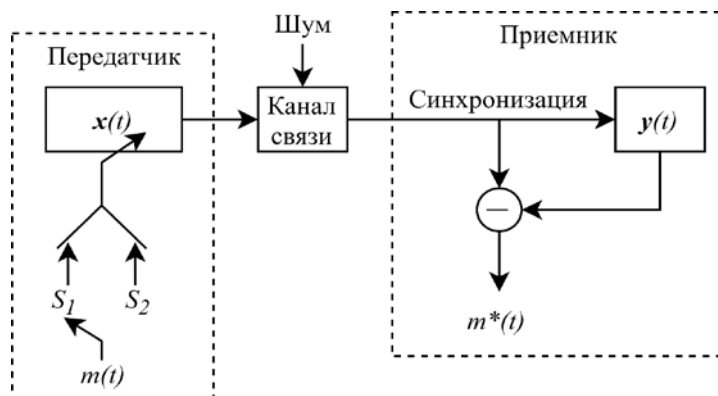 Передатчик
x(t)
S1
S2
m(t)
Шум
Канал
связи
Приемник
Синхронизация
y(t)
—
m*(t)